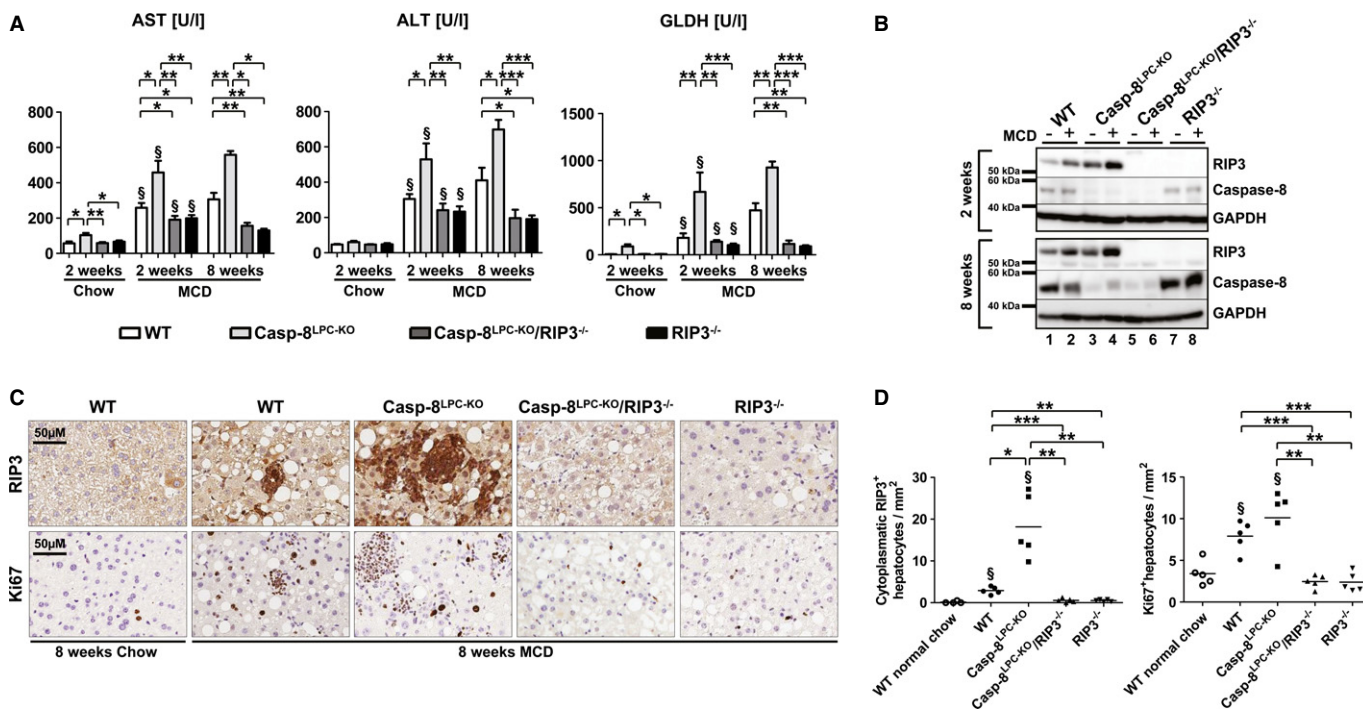 A
AST [U/l]
ALT [U/l]
GLDH [U/l]
** * ** *
* ** ** *
* *
* **
800
600
400
200
0
* **
* *
§ § § §
2 weeks 2 weeks 8 weeks
Chow MCD
** ***
* ** * ***
*
*
800
600
400
200
0
§ § § §
2 weeks 2 weeks 8 weeks
Chow MCD
*** ***
** ** ** ***
**
**
1500
1000
500
0
*
* *
§ § § §
2 weeks 2 weeks 8 weeks
Chow MCD
WT Casp-8LPC-KO Casp-8LPC-KO/RIP3-/- RIP3-/-
B
WT Casp-8LPC-KO Casp-8LPC-KO/RIP3-/- RIP3-/-
MCD - + - + - + - +
2 weeks
50 kDa RIP3
60 kDa Caspase-8
40 kDa GAPDH
8 weeks
50 kDa RIP3
60 kDa Caspase-8
40 kDa GAPDH
1 2 3 4 5 6 7 8
C
WT WT Casp-8LPC-KO Casp-8LPC-KO/RIP3-/- RIP3-/-
50µM
RIP3
50µM
Ki67
8 weeks Chow 8 weeks MCD
D
**
***
**
* **
Cytoplasmatic RIP3+
hepatocytes / mm2
30
20
10
0
§ §
WT normal chow
WT
Casp-8LPC-KO
Casp-8LPC-KO/RIP3-/-
RIP3-/-
***
***
**
**
Ki67+hepatocytes / mm2
15
10
5
0
§ §
WT normal chow
WT
Casp-8LPC-KO
Casp-8LPC-KO/RIP3-/-
RIP3-/-